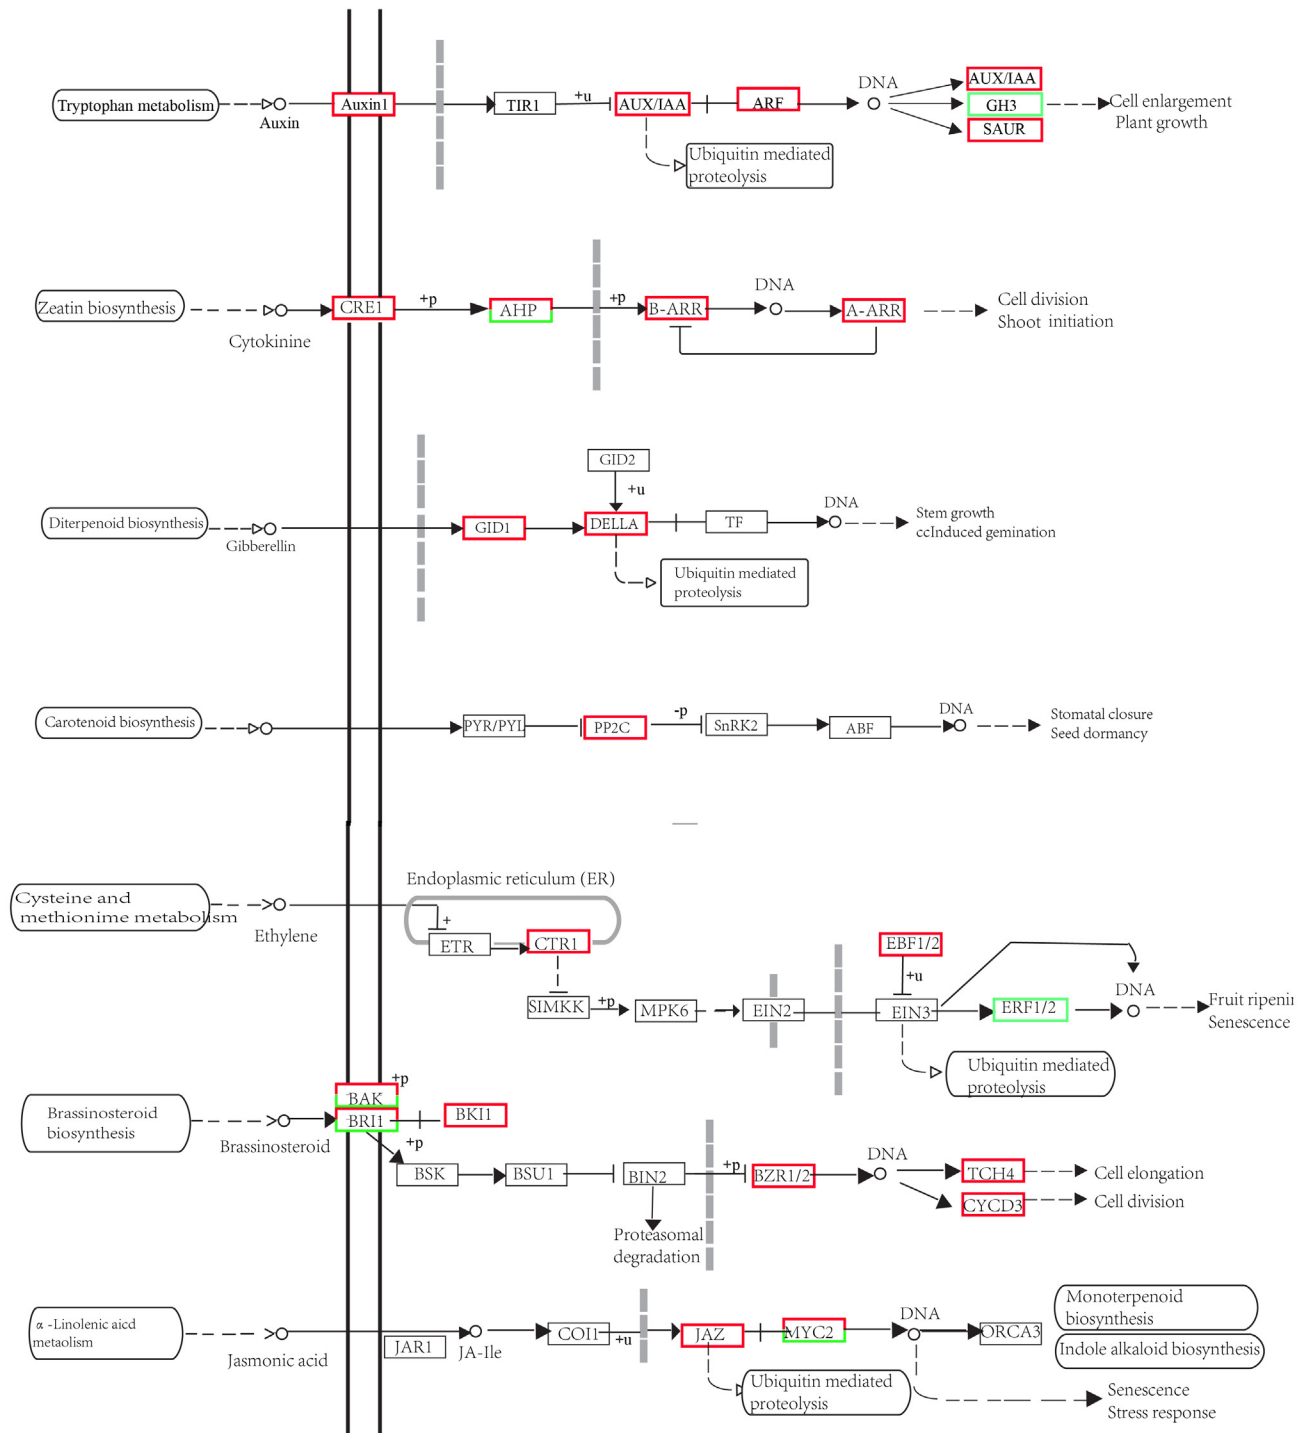 Tryptophan metabolism
Auxin
Auxin1
TIR1
+u
AUX/IAA
ARF
DNA
AUX/IAA
GH3
SAUR
Cell enlargement
Plant growth
Ubiquitin mediated
proteolysis
Zeatin biosynthesis
Cytokinine
CRE1
+p
AHP
+p
B-ARR
DNA
A-ARR
Cell division
Shoot initiation
GID2
+u
Diterpenoid biosynthesis
Gibberellin
GID1
DELLA
TF
DNA
Stem growth
ccInduced gemination
Ubiquitin mediated
proteolysis
Carotenoid biosynthesis
PYR/PYL
PP2C
-p
SnRK2
ABF
DNA
Stomatal closure
Seed dormancy
Endoplasmic reticulum (ER)
Cysteine and
methionime metabolism
Ethylene
+
ETR
CTR1
SIMKK
+p
MPK6
EIN2
EBF1/2
+u
EIN3
ERF1/2
DNA
Fruit ripeni
Senescence
Ubiquitin mediated
proteolysis
Brassinosteroid
biosynthesis
Brassinosteroid
+p
BAK
BRI1
BKI1
+p
BSK
BSU1
BIN2
+p
BZR1/2
DNA
TCH4
CYCD3
Cell elongation
Cell division
Proteasomal
degradation
α -Linolenic aicd
metaolism
Jasmonic acid
JAR1
JA-Ile
COI1
+u
JAZ
MYC2
DNA
ORCA3
Monoterpenoid
biosynthesis
Indole alkaloid biosynthesis
Ubiquitin mediated
proteolysis
Senescence
Stress response